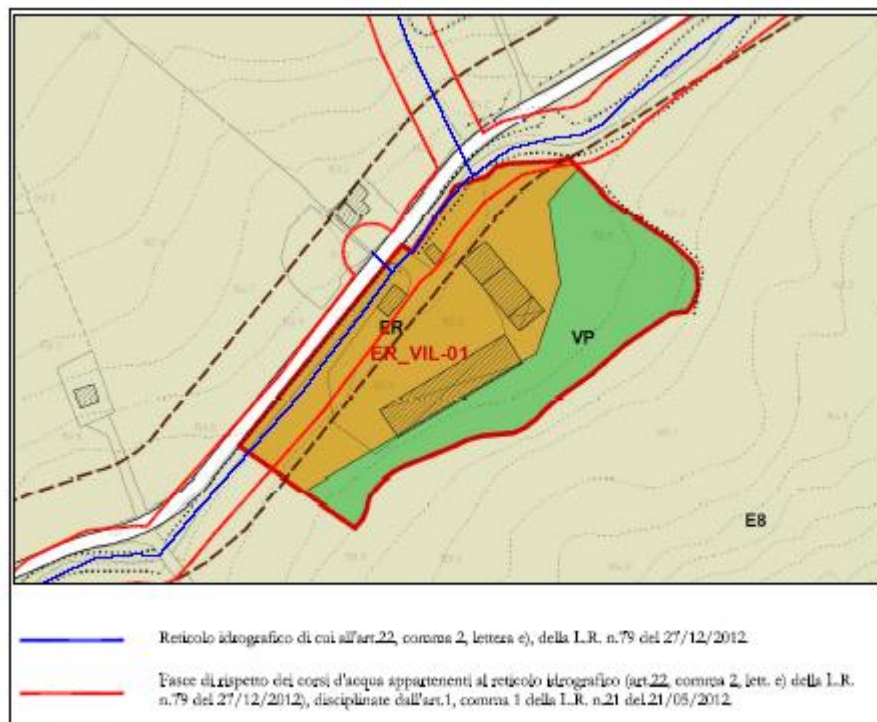 ER
ER_VIL-01
VP
E8
Reticolo idrografico di cui all'art.22, comma 2, lettera e), della L.R. n.79 del 27/12/2012
Fasce di rispetto dei corsi d'acqua appartenenti al reticolo idrografico (art.22, comma 2, lett. e) della L.R.
n.79 del 27/12/2012), disciplinate dall'art.1, comma 1 della L.R. n.21 del 21/05/2012